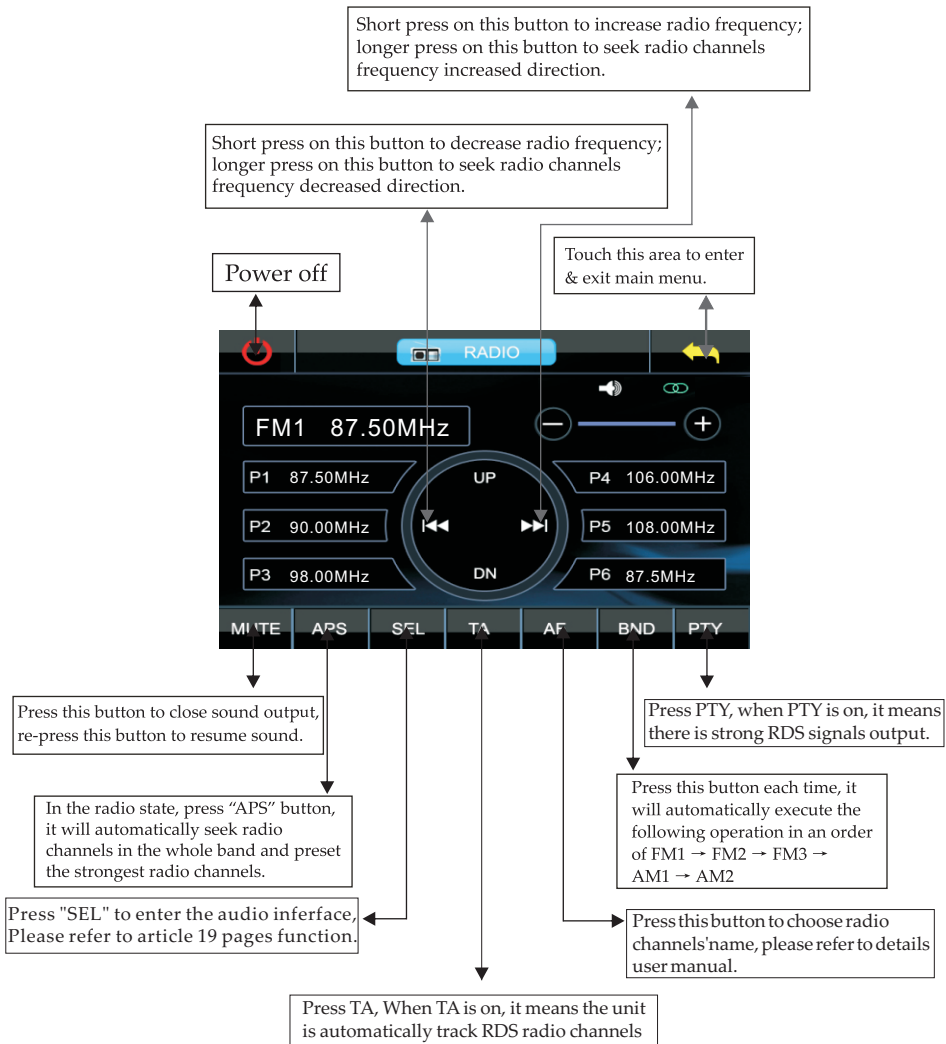 Short press on this button to increase radio frequency;
longer press on this button to seek radio channels
frequency increased direction.
Short press on this button to decrease radio frequency;
longer press on this button to seek radio channels
frequency decreased direction.
Touch this area to enter
& exit main menu.
Power off
RADIO
FM1 87.50MHz
P1 87.50MHz
UP
P4 106.00MHz
P2 90.00MHz
P5 108.00MHz
P3 98.00MHz
DN
P6 87.5MHz
MUTE APS SEL TA AF BND PTY
Press this button to close sound output,
re-press this button to resume sound.
Press PTY, when PTY is on, it means
there is strong RDS signals output.
In the radio state, press “APS” button,
it will automatically seek radio
channels in the whole band and preset
the strongest radio channels.
Press this button each time, it
will automatically execute the
following operation in an order
of FM1 → FM2 → FM3 →
AM1 → AM2
Press "SEL" to enter the audio inferface,
Please refer to article 19 pages function.
Press this button to choose radio
channels'name, please refer to details
user manual.
Press TA, When TA is on, it means the unit
is automatically track RDS radio channels